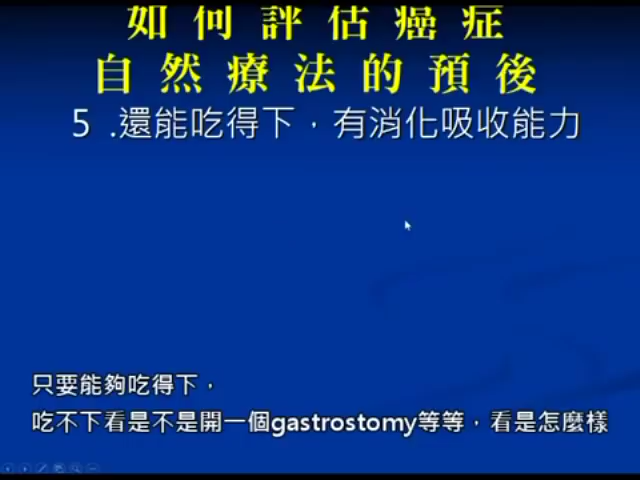 如何評估癌症
自然療法的預後
5 .還能吃得下，有消化吸收能力
只要能夠吃得下，
吃不下看是不是開一個gastrostomy等等，看是怎麼樣